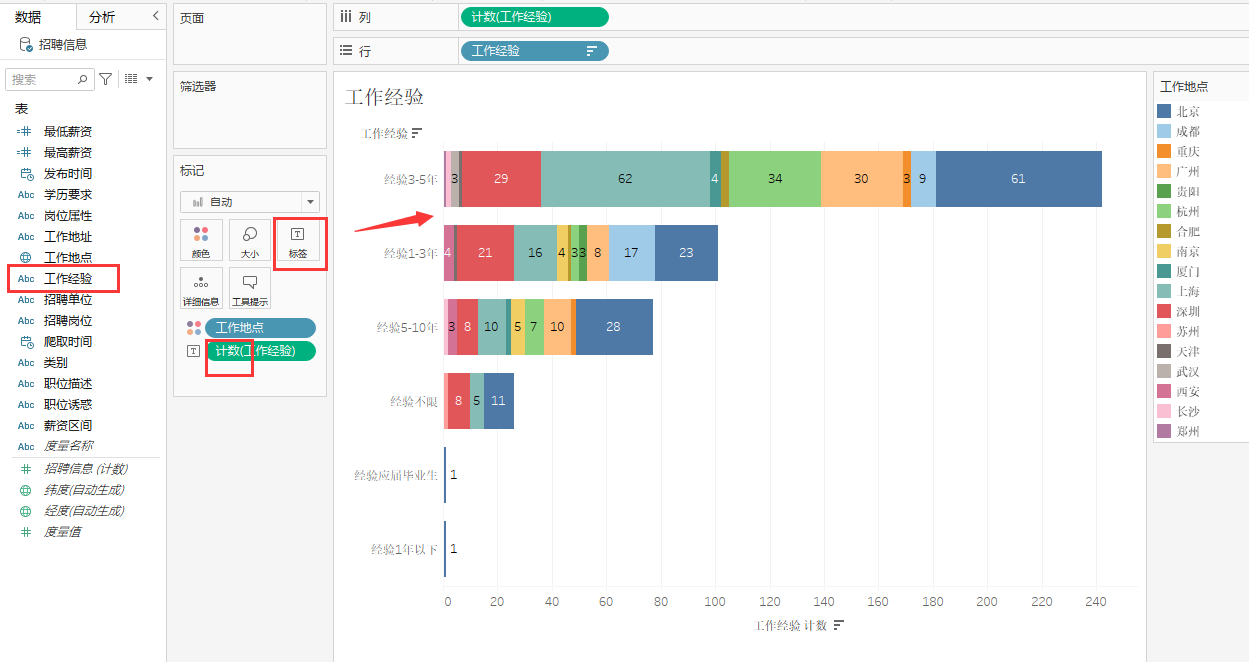 数据
分析
招聘信息
搜索
表
最低薪资
最高薪资
发布时间
Abc 学历要求
Abc 岗位属性
Abc 工作地址
工作地点
Abc 工作经验
Abc 招聘单位
Abc 招聘岗位
爬取时间
Abc 类别
Abc 职位描述
Abc 职位诱惑
Abc 薪资区间
Abc 度量名称
招聘信息 (计数)
纬度(自动生成)
经度(自动生成)
度量值
页面
筛选器
标记
自动
颜色
大小
标签
详细信息
工具提示
工作地点
计数(工作经验)
列
计数(工作经验)
行
工作经验
工作经验
工作经验
经验3-5年
3 29 62 4 34 30 3 9 61
经验1-3年
4 21 16 4 3 3 8 17 23
经验5-10年
3 8 10 5 7 10 28
经验不限
8 5 11
经验应届毕业生
1
经验1年以下
1
0 20 40 60 80 100 120 140 160 180 200 220 240
工作经验 计数
工作地点
北京
成都
重庆
广州
贵阳
杭州
合肥
南京
厦门
上海
深圳
苏州
天津
武汉
西安
长沙
郑州